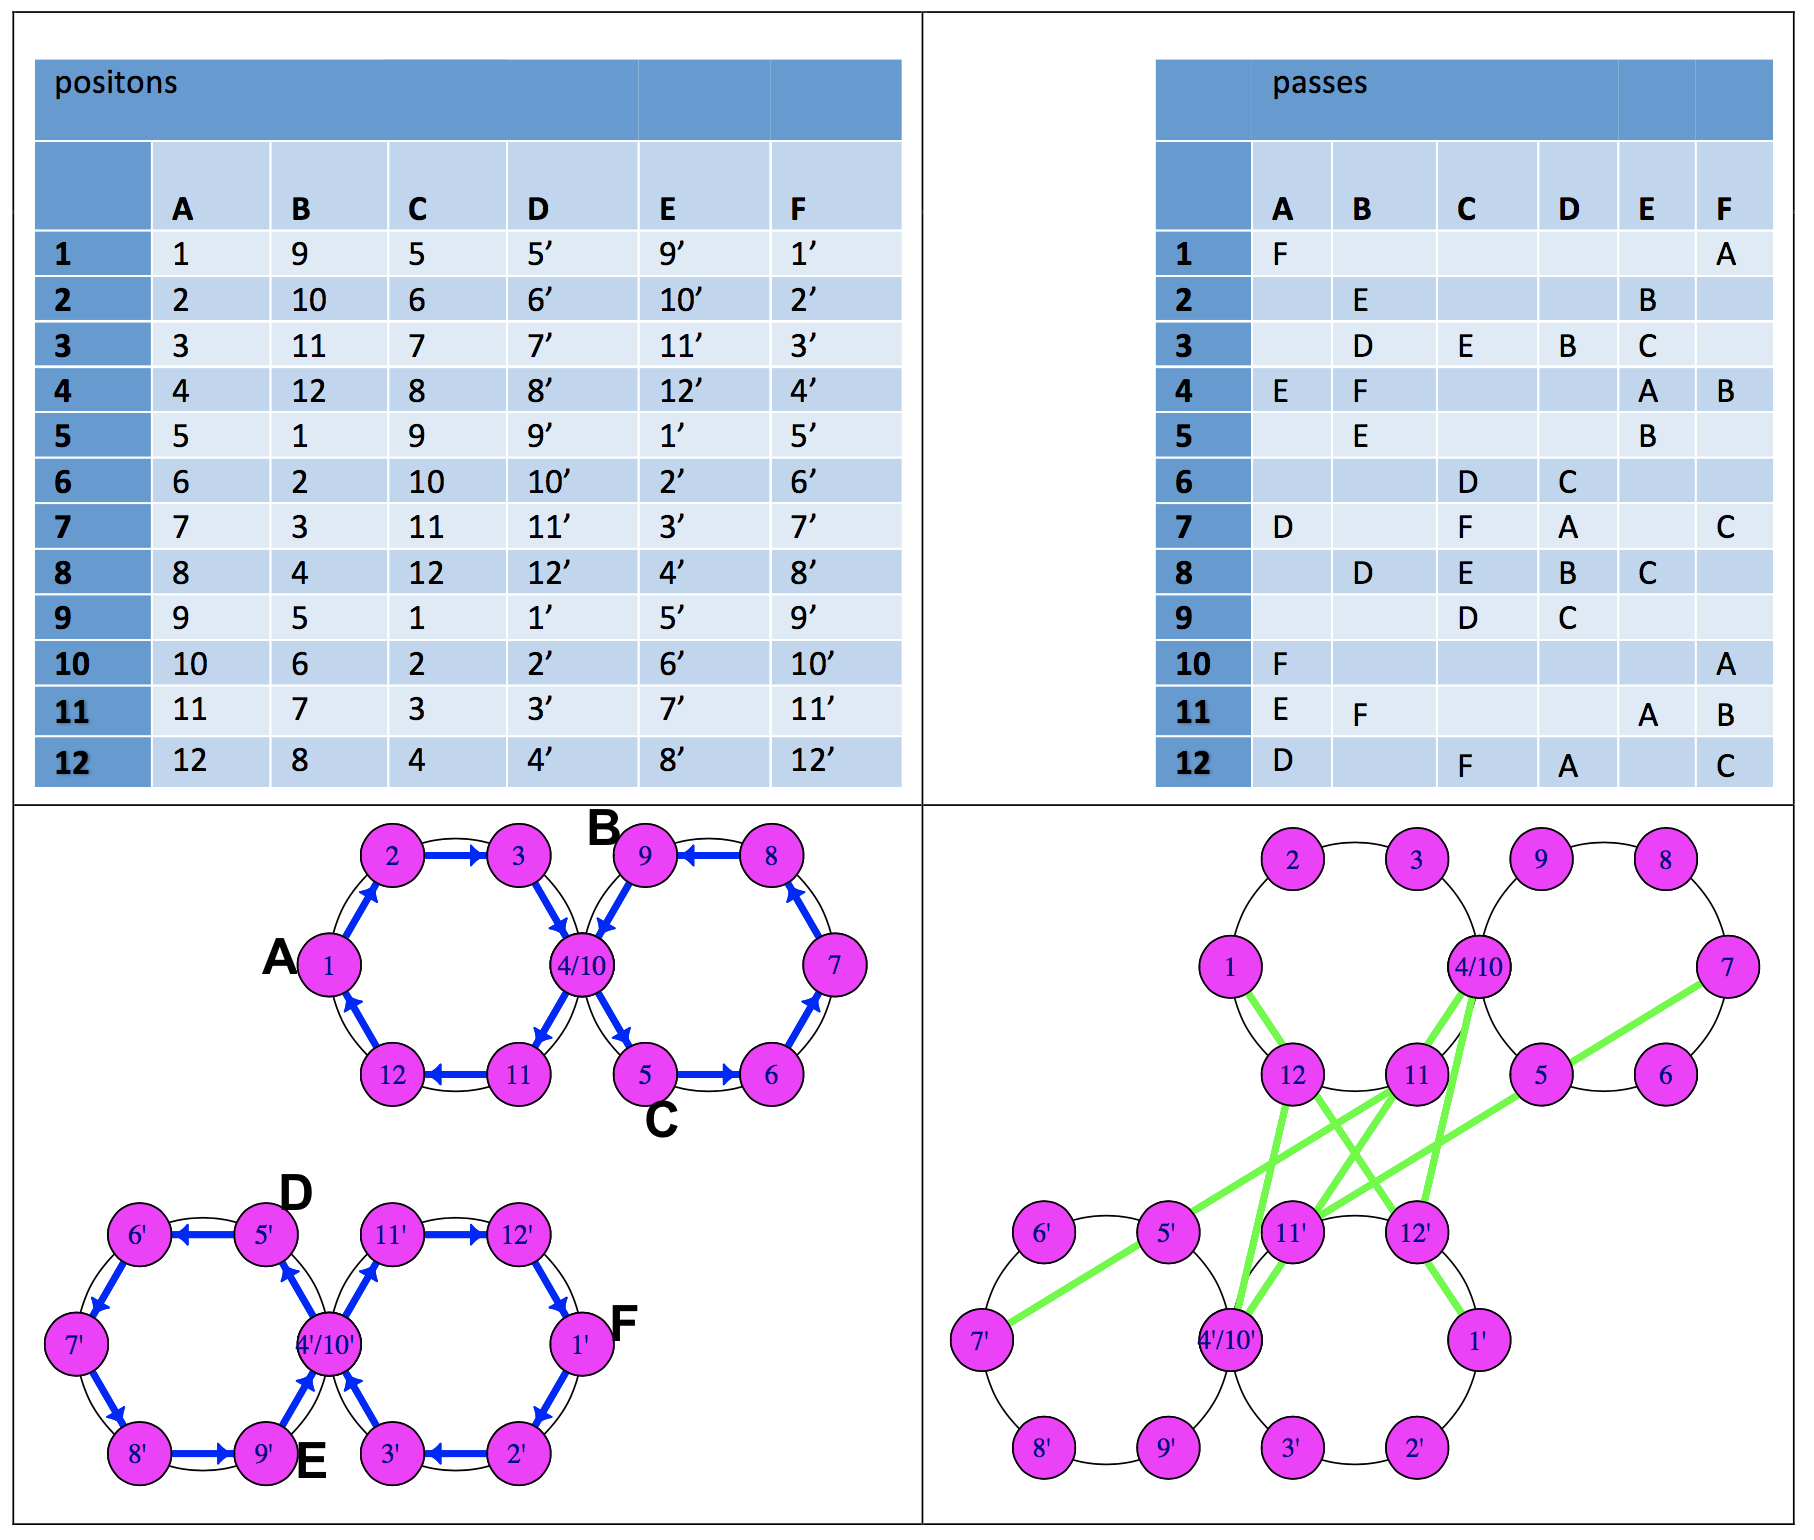 positons
A B C D E F
1 1 9 5 5’ 9’ 1’
2 2 10 6 6’ 10’ 2’
3 3 11 7 7’ 11’ 3’
4 4 12 8 8’ 12’ 4’
5 5 1 9 9’ 1’ 5’
6 6 2 10 10’ 2’ 6’
7 7 3 11 11’ 3’ 7’
8 8 4 12 12’ 4’ 8’
9 9 5 1 1’ 5’ 9’
10 10 6 2 2’ 6’ 10’
11 11 7 3 3’ 7’ 11’
12 12 8 4 4’ 8’ 12’
passes
A B C D E F
1 F A
2 E B
3 D E B C
4 E F A B
5 E B
6 D C
7 D F A C
8 D E B C
9 D C
10 F A
11 E F A B
12 D F A C
B
2 3 9 8
A 1 4/10 7
12 11 5 6
C
D
6' 5' 11' 12'
F
7' 4'/10' 1'
8' 9' E 3' 2'
2 3 9 8
1 4/10 7
12 11 5 6
6' 5' 11' 12'
7' 4'/10' 1'
8' 9' 3' 2'